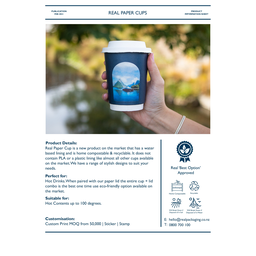 REAL PAPER CUPS
PRODUCT
INFORMATION SHEET
Product Details:
Real Paper Cup is a new product on the market that has a water
based lining and is home compostable & recyclable. It does not
contain PLA or a plastic lining like almost all other cups available
on the market. We have a range of stylish designs to suit your
needs.
Perfect for:
Hot Drinks. When paired with our paper lid the entire cup + lid
combo is the best one time use eco-friendly option available on
the market.
Suitable for:
Hot Contents up to 100 degrees.
Customisation:
Custom Print MOQ from 50,000 | Sticker | Stamp
Real 'Best Option'
Approved
E: hello@realpackaging.co.nz
T: 0800 700 100